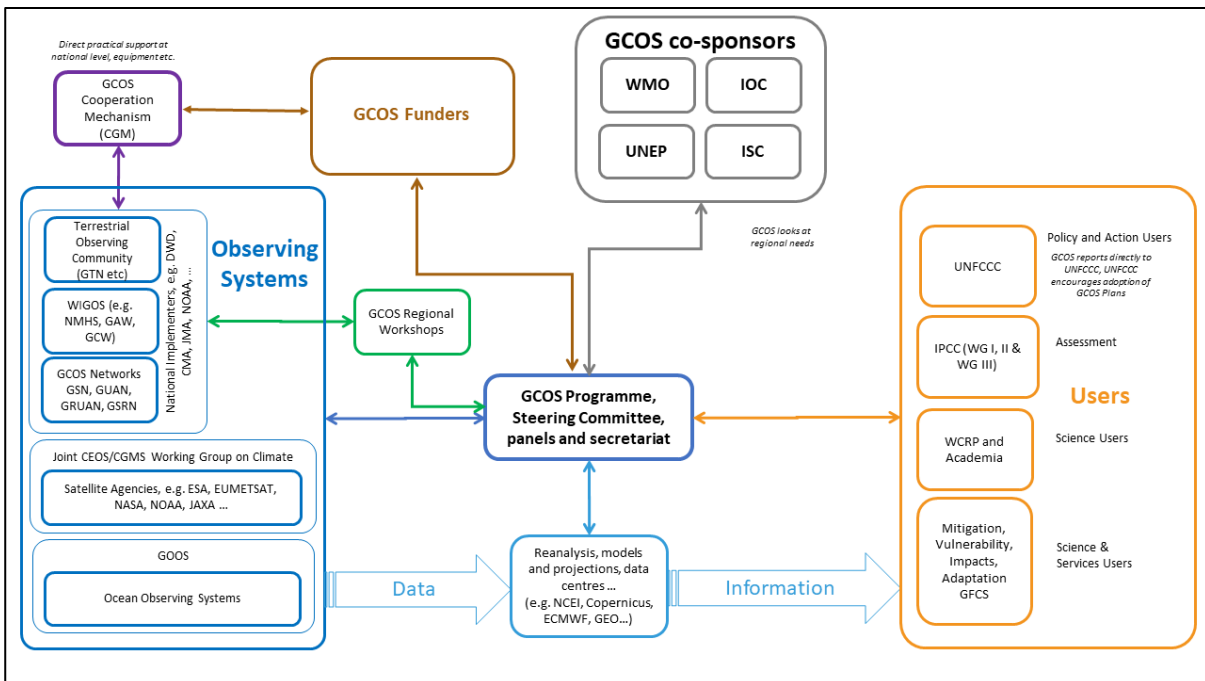 Direct practical support at
national level, equipment etc.
GCOS
Cooperation
Mechanism
(CGM)
GCOS Funders
GCOS co-sponsors
WMO
IOC
UNEP
ISC
GCOS looks at
regional needs
Observing
Systems
Terrestrial
Observing
Community
(GTN etc)
WIGOS (e.g.
NMHS, GAW,
GCW)
GCOS Networks
GSN, GUAN,
GRUAN, GSRN
National Implementers, e.g. DWD,
CMA, JMA, NOAA, ...
Joint CEOS/CGMS Working Group on Climate
Satellite Agencies, e.g. ESA, EUMETSAT,
NASA, NOAA, JAXA ...
GOOS
Ocean Observing Systems
GCOS Regional
Workshops
GCOS Programme,
Steering Committee,
panels and secretariat
Data
Reanalysis, models
and projections, data
centres ...
(e.g. NCEI, Copernicus,
ECMWF, GEO...)
Information
Users
UNFCCC
Policy and Action Users
GCOS reports directly to
UNFCCC, UNFCCC
encourages adoption of
GCOS Plans
IPCC (WG I, II &
WG III)
Assessment
WCRP and
Academia
Science Users
Mitigation,
Vulnerability,
Impacts,
Adaptation
GFCS
Science &
Services Users